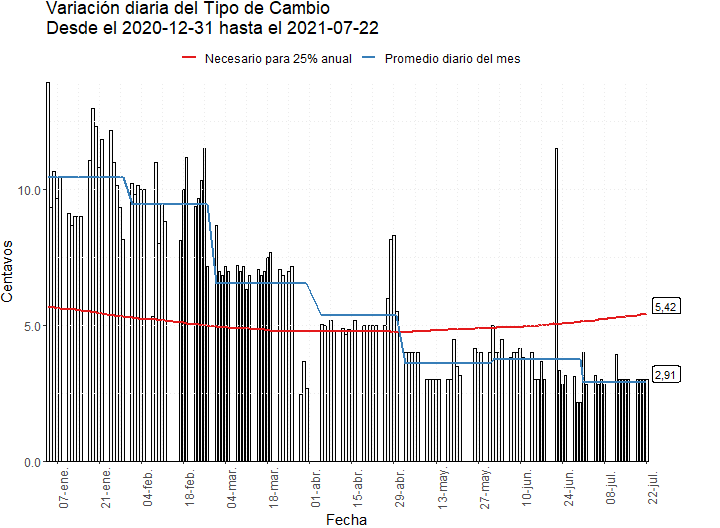 Variación diaria del Tipo de Cambio
Desde el 2020-12-31 hasta el 2021-07-22
Necesario para 25% anual
Promedio diario del mes
Centavos
10.0
5.0
0.0
5,42
2,91
07-ene.
21-ene.
04-feb.
18-feb.
04-mar.
18-mar.
01-abr.
15-abr.
29-abr.
13-may.
27-may.
10-jun.
24-jun.
08-jul.
22-jul.
Fecha